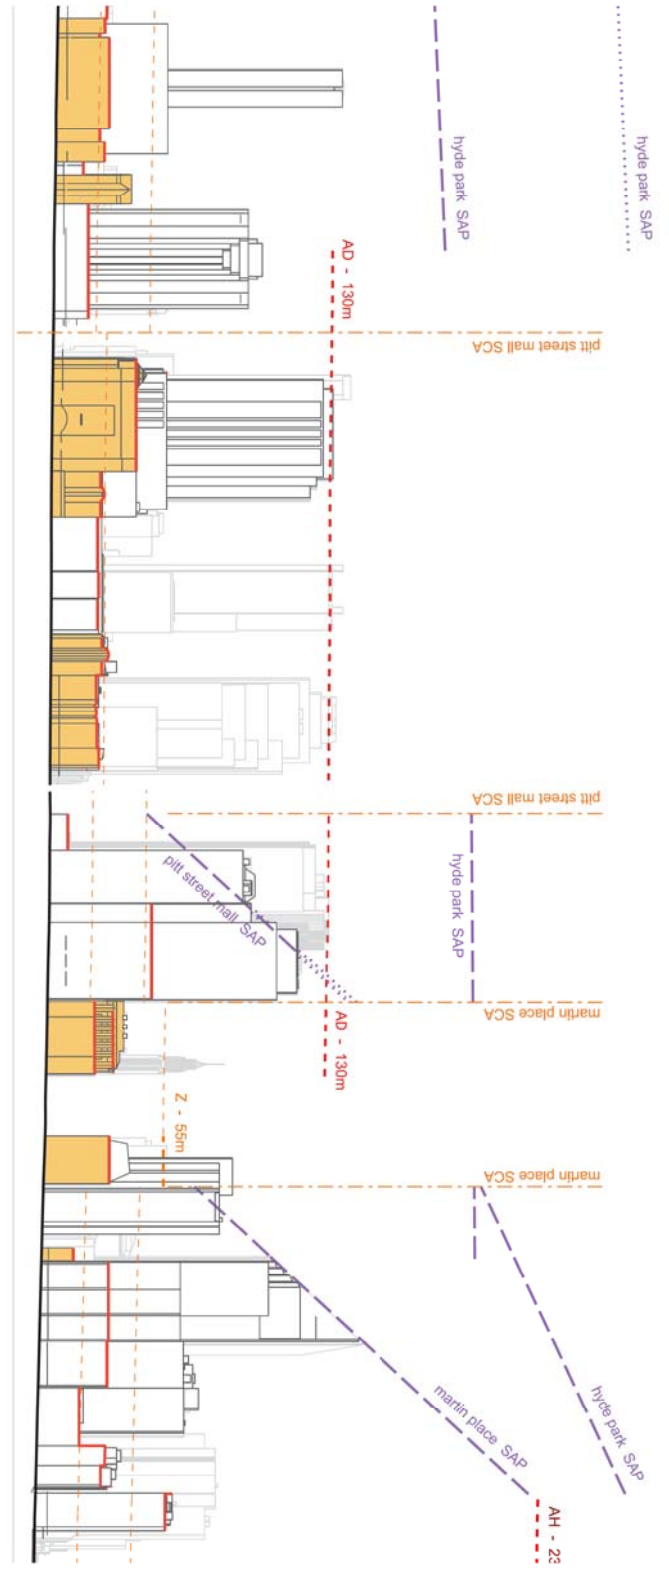 hyde park SAP
hyde park SAP
AD - 130m
pitt street mall SCA
pitt street mall SCA
pitt street mall SAP
hyde park SAP
martin place SCA
AD - 130m
Z - 55m
martin place SCA
martin place SAP
hyde park SAP
AH - 23